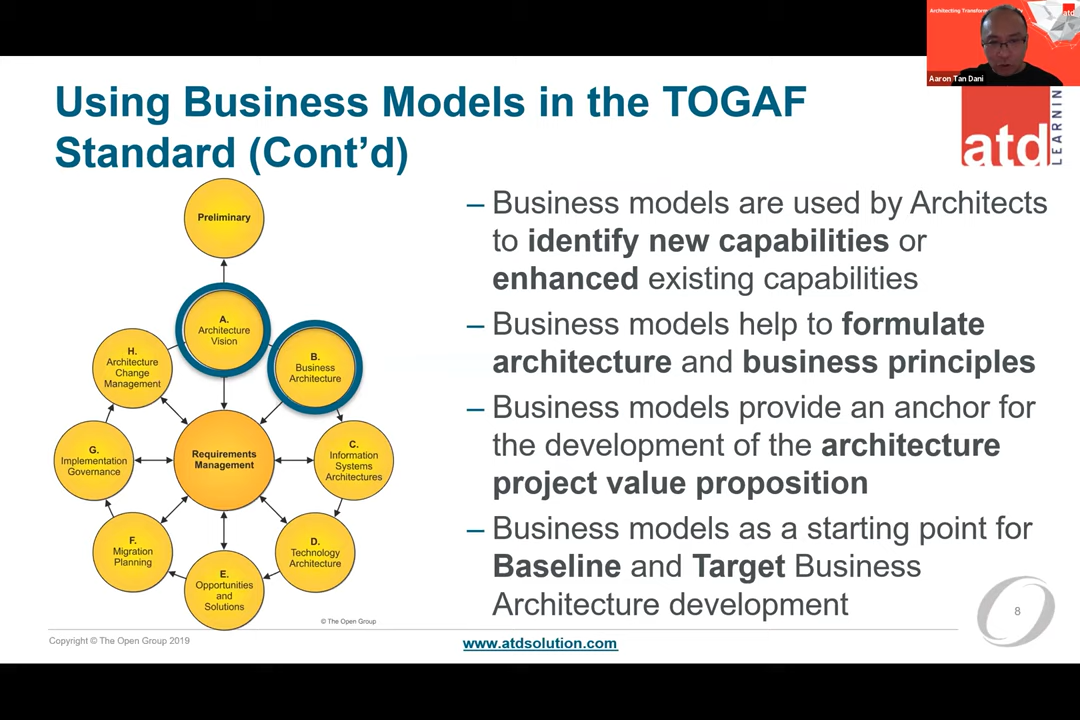 Architecting Transform
atd
Aaron Tan Dani
Using Business Models in the TOGAF
Standard (Cont’d)
atd
LEARNIN
Preliminary
A.
Architecture
Vision
B.
Business
Architecture
C.
Information
Systems
Architectures
D.
Technology
Architecture
E.
Opportunities
and
Solutions
F.
Migration
Planning
G.
Implementation
Governance
H.
Architecture
Change
Management
Requirements
Management
© The Open Group
– Business models are used by Architects
to identify new capabilities or
enhanced existing capabilities
– Business models help to formulate
architecture and business principles
– Business models provide an anchor for
the development of the architecture
project value proposition
– Business models as a starting point for
Baseline and Target Business
Architecture development
Copyright © The Open Group 2019
www.atdsolution.com
8